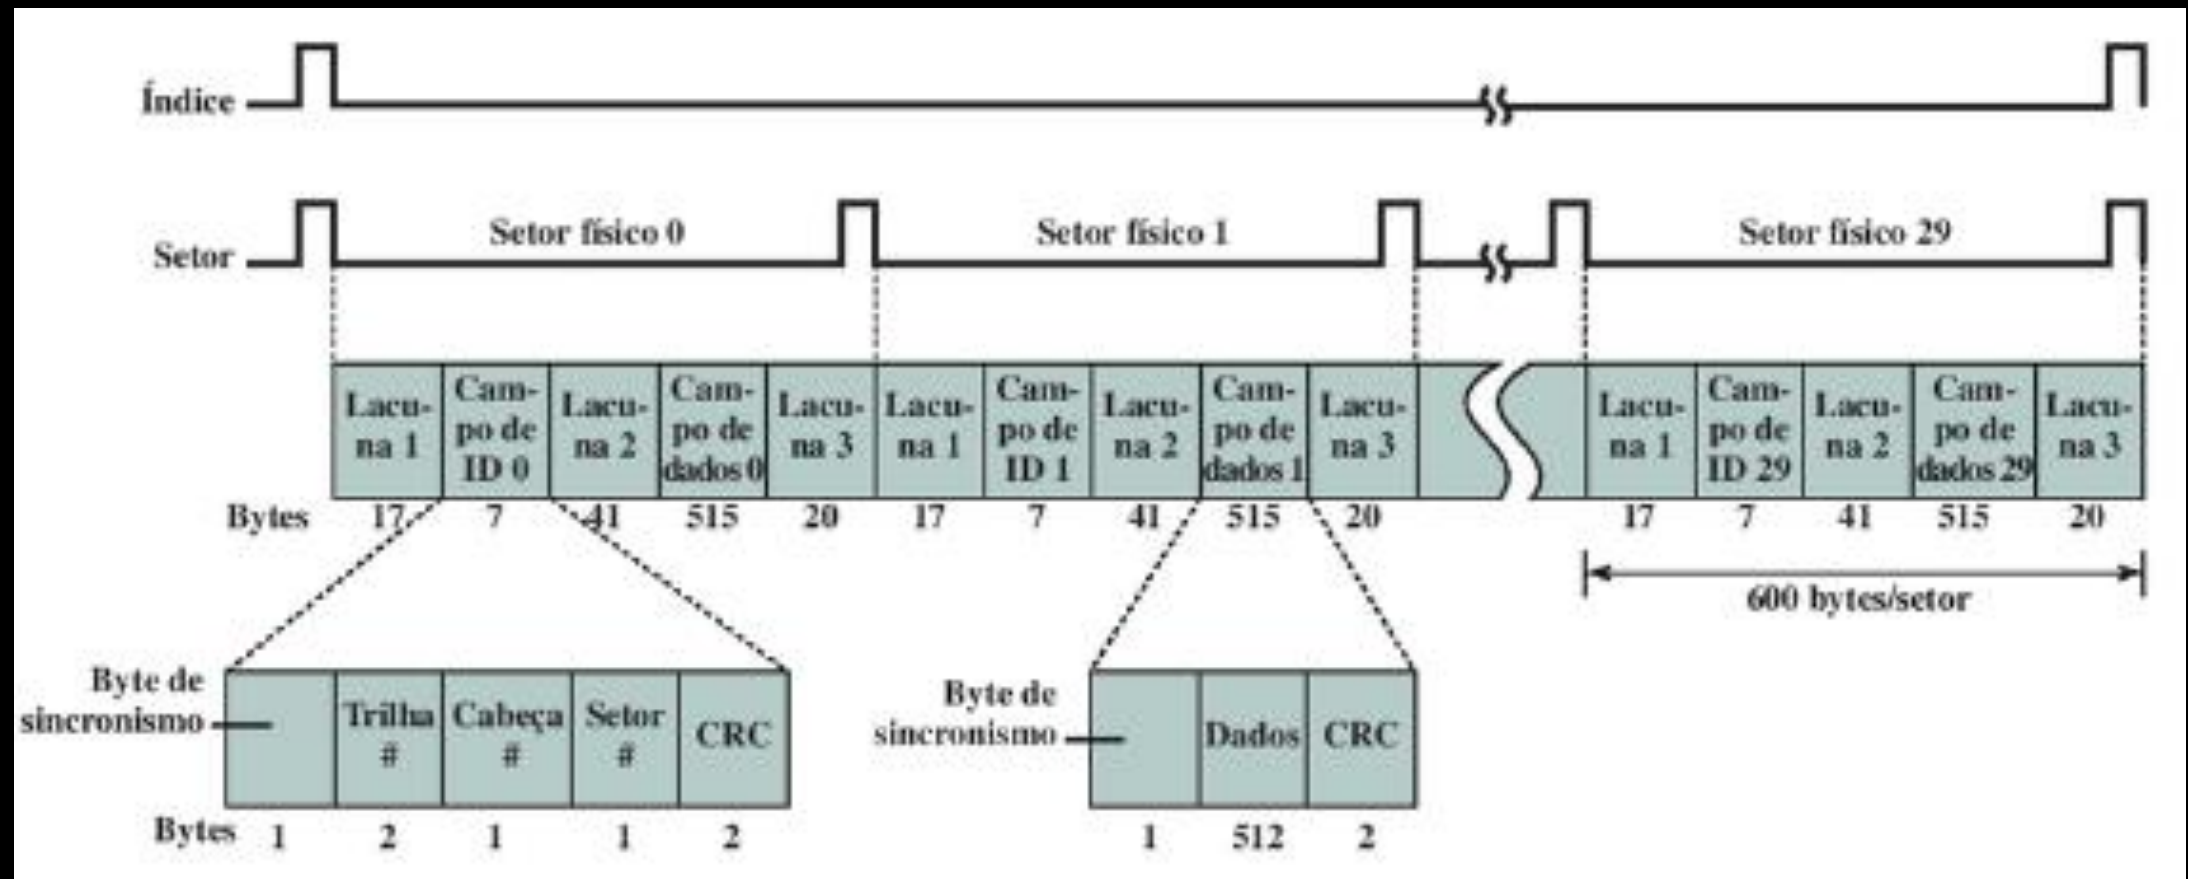 Índice
Setor
Setor físico 0
Setor físico 1
Setor físico 29
Lacu-
na 1
Cam-
po de
ID 0
Lacu-
na 2
Cam-
po de
dados 0
Lacu-
na 3
Lacu-
na 1
Cam-
po de
ID 1
Lacu-
na 2
Cam-
po de
dados 1
Lacu-
na 3
Lacu-
na 1
Cam-
po de
ID 29
Lacu-
na 2
Cam-
po de
dados 29
Lacu-
na 3
Bytes 17 7 41 515 20 17 7 41 515 20 17 7 41 515 20
600 bytes/setor
Byte de
sincronismo
Trilha
#
Cabeça
#
Setor
#
CRC
Bytes 1 2 1 1 2
Byte de
sincronismo
Dados
CRC
1 512 2